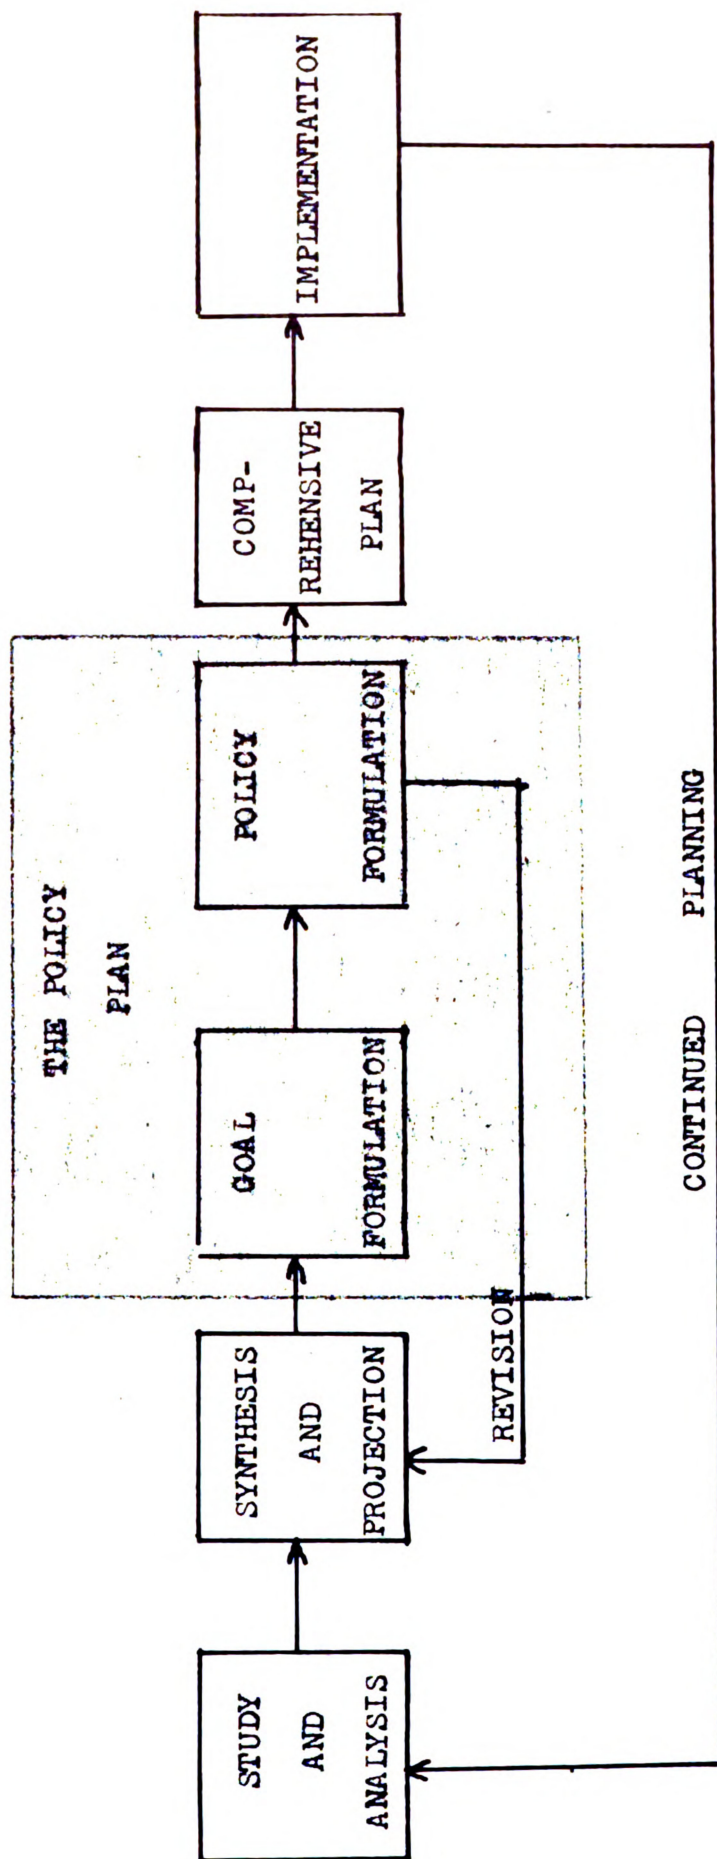 THE POLICY
PLAN
STUDY
AND
ANALYSIS
SYNTHESIS
AND
PROJECTION
GOAL
FORMULATION
POLICY
FORMULATION
COMP-
REHENSIVE
PLAN
IMPLEMENTATION
REVISION
CONTINUED PLANNING